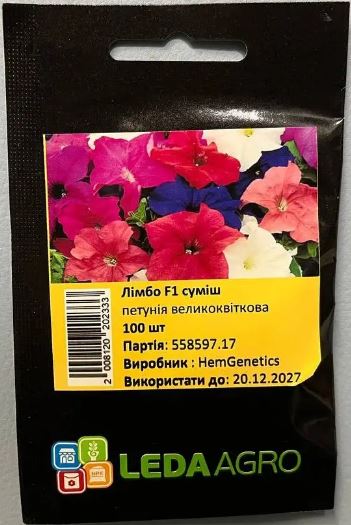 Лімбо F1 суміш
петунія великоквіткова
100 шт
Партія: 558597.17
Виробник : HemGenetics
Використати до: 20.12.2027
2 008120 202333
NPK
LEDAAGRO